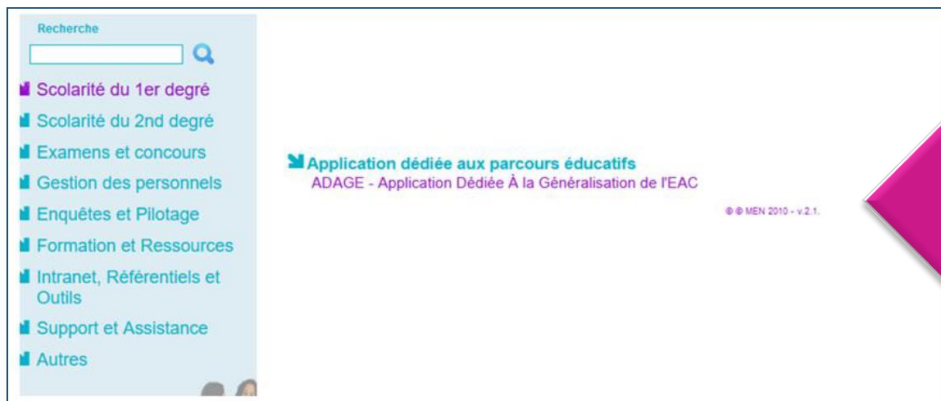 Recherche
Scolarité du 1er degré
Scolarité du 2nd degré
Examens et concours
Gestion des personnels
Enquêtes et Pilotage
Formation et Ressources
Intranet, Référentiels et
Outils
Support et Assistance
Autres
Application dédiée aux parcours éducatifs
ADAGE - Application Dédiée À la Généralisation de l'EAC
© © MEN 2010 - v.2.1.